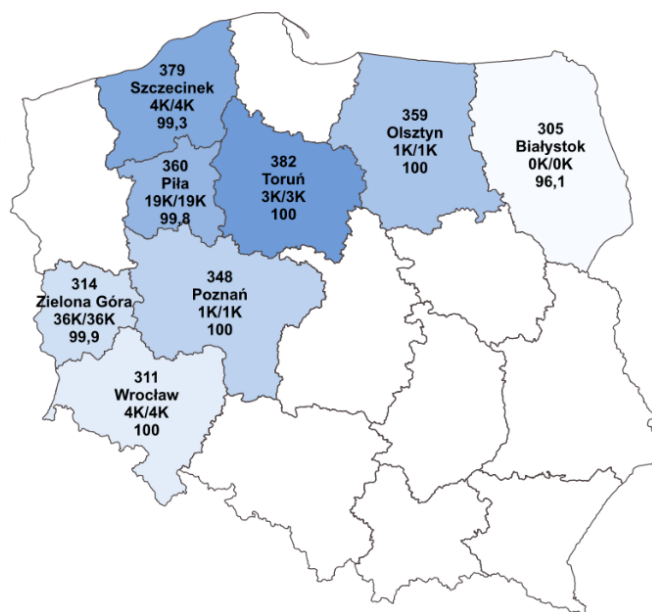 379
Szczecinek
4K/4K
99,3
359
Olsztyn
1K/1K
100
305
Białystok
0K/0K
96,1
360
Piła
19K/19K
99,8
382
Toruń
3K/3K
100
314
Zielona Góra
36K/36K
99,9
348
Poznań
1K/1K
100
311
Wrocław
4K/4K
100